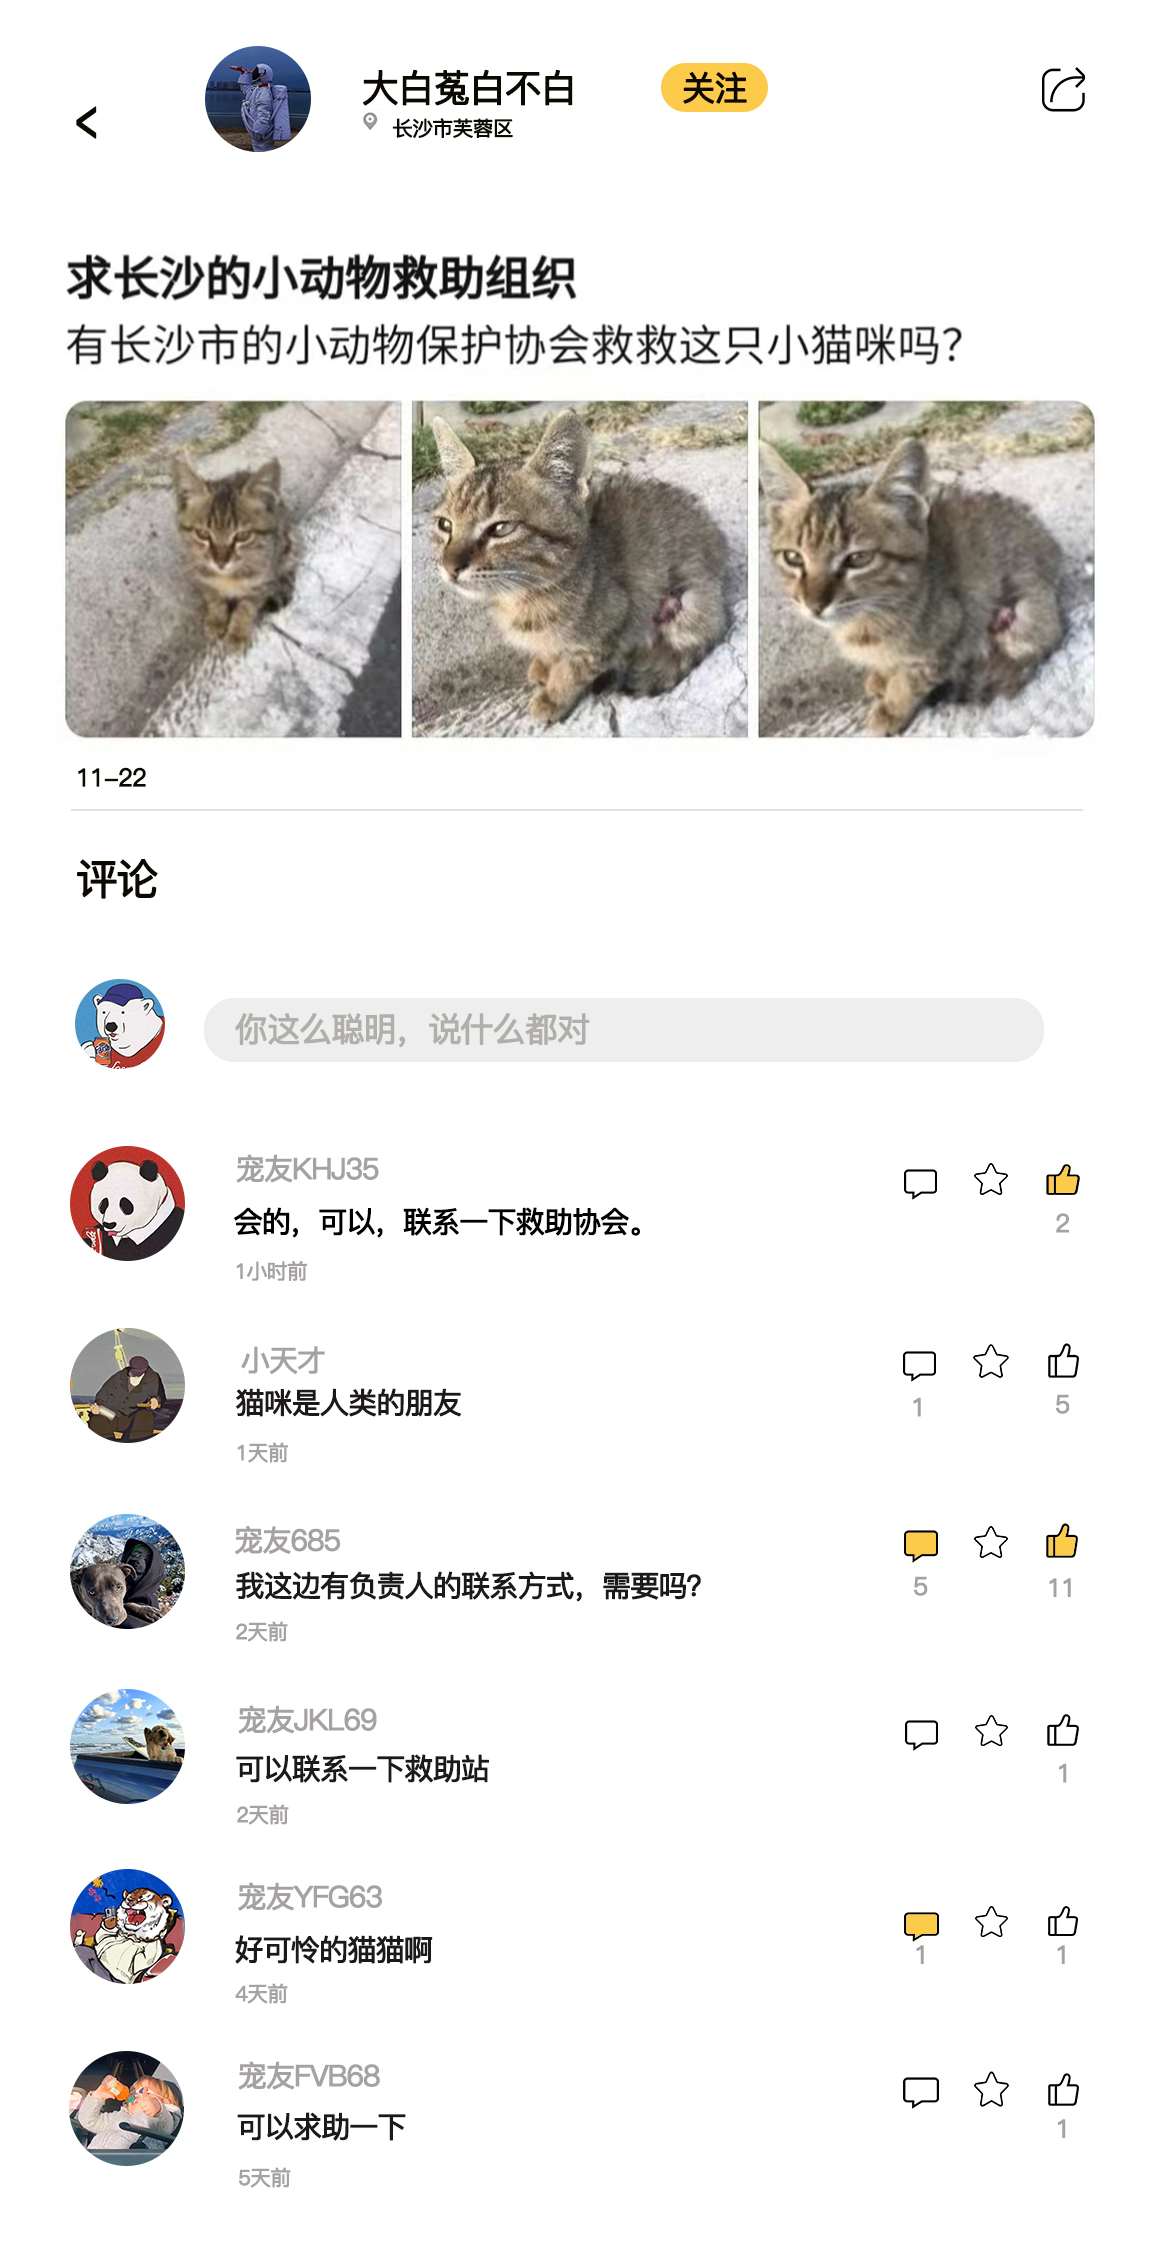 大白菟白不白
关注
长沙市芙蓉区
求长沙的小动物救助组织
有长沙市的小动物保护协会救救这只小猫咪吗？
11-22
评论
你这么聪明，说什么都对
宠友KHJ35
会的，可以，联系一下救助协会。
2
1小时前
小天才
猫咪是人类的朋友
1
5
1天前
宠友685
我这边有负责人的联系方式，需要吗？
5
11
2天前
宠友JKL69
可以联系一下救助站
1
2天前
宠友YFG63
好可怜的猫猫啊
1
1
4天前
宠友FVB68
可以求助一下
1
5天前